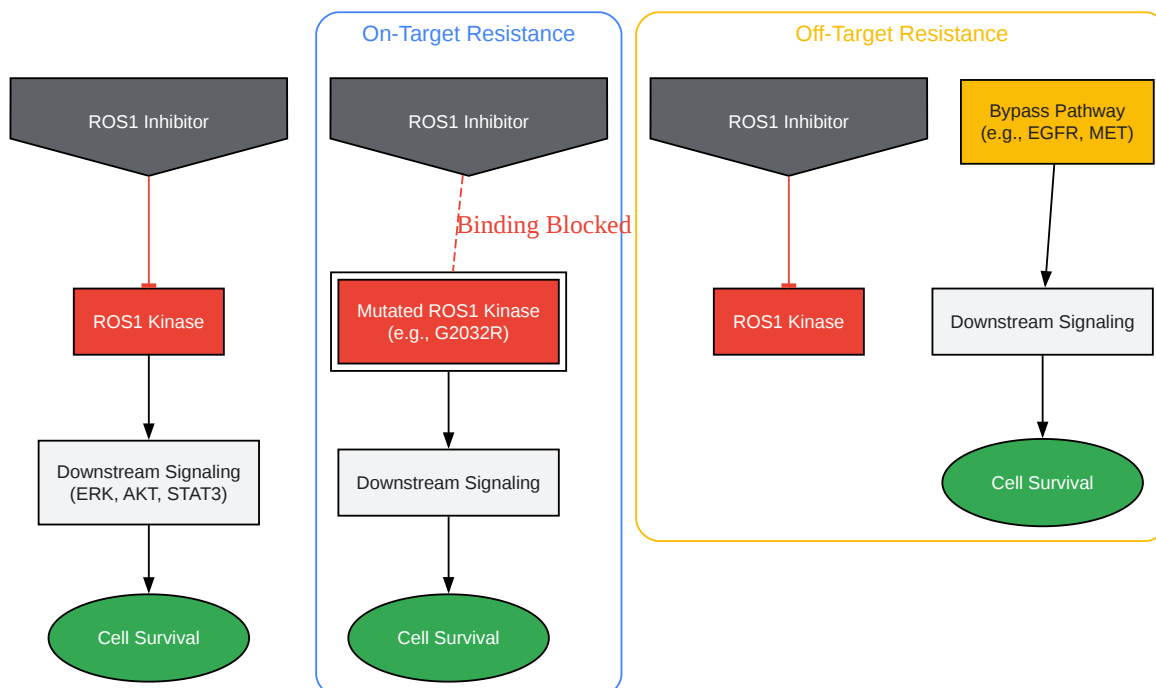 On-Target Resistance
Off-Target Resistance
ROS1 Inhibitor
ROS1 Inhibitor
ROS1 Inhibitor
Bypass Pathway
(e.g., EGFR, MET)
Binding Blocked
ROS1 Kinase
Mutated ROS1 Kinase
(e.g., G2032R)
ROS1 Kinase
Downstream Signaling
Downstream Signaling
(ERK, AKT, STAT3)
Downstream Signaling
Cell Survival
Cell Survival
Cell Survival